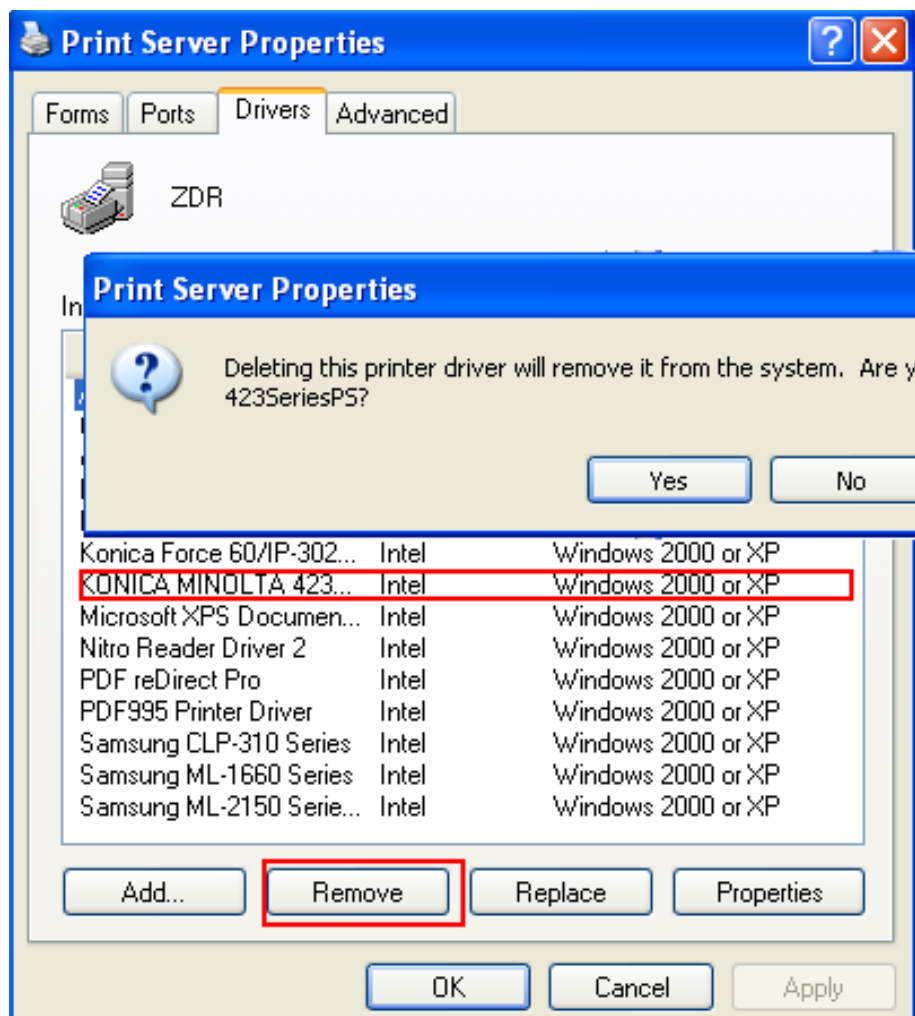 Print Server Properties
Forms Ports Drivers Advanced
ZDR
In
Print Server Properties
Deleting this printer driver will remove it from the system. Are y
423SeriesPS?
Yes No
Konica Force 60/IP-302... Intel Windows 2000 or XP
KONICA MINOLTA 423... Intel Windows 2000 or XP
Microsoft XPS Documen... Intel Windows 2000 or XP
Nitro Reader Driver 2 Intel Windows 2000 or XP
PDF reDirect Pro Intel Windows 2000 or XP
PDF995 Printer Driver Intel Windows 2000 or XP
Samsung CLP-310 Series Intel Windows 2000 or XP
Samsung ML-1660 Series Intel Windows 2000 or XP
Samsung ML-2150 Serie... Intel Windows 2000 or XP
Add... Remove Replace Properties
OK Cancel Apply